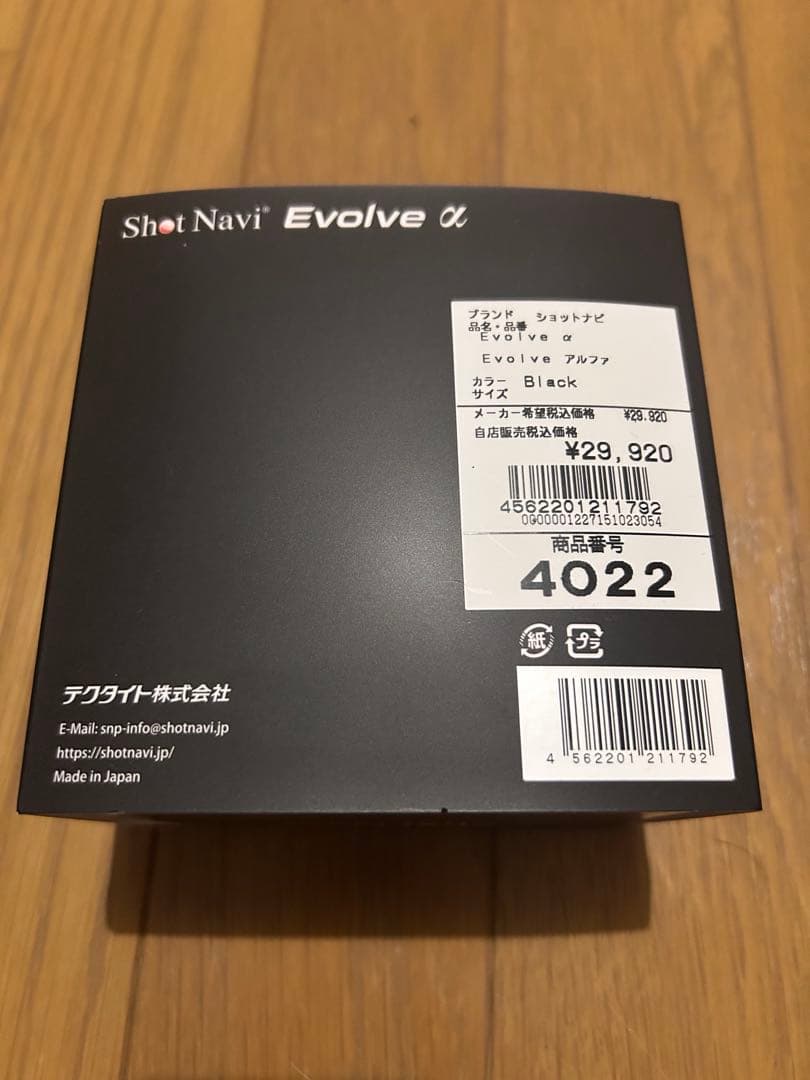 Shot Navi® Evolve α
ブランド ショットナビ
品名・品番
Evolve α
Evolve アルファ
カラー Black
サイズ
メーカー希望税込価格 ¥29,920
自店販売税込価格
¥29,920
4562201211792
0000001227151023054
商品番号
4022
紙 プラ
テクタイト株式会社
E-Mail: snp-info@shotnavi.jp
https://shotnavi.jp/
Made in Japan
4 562201 211792